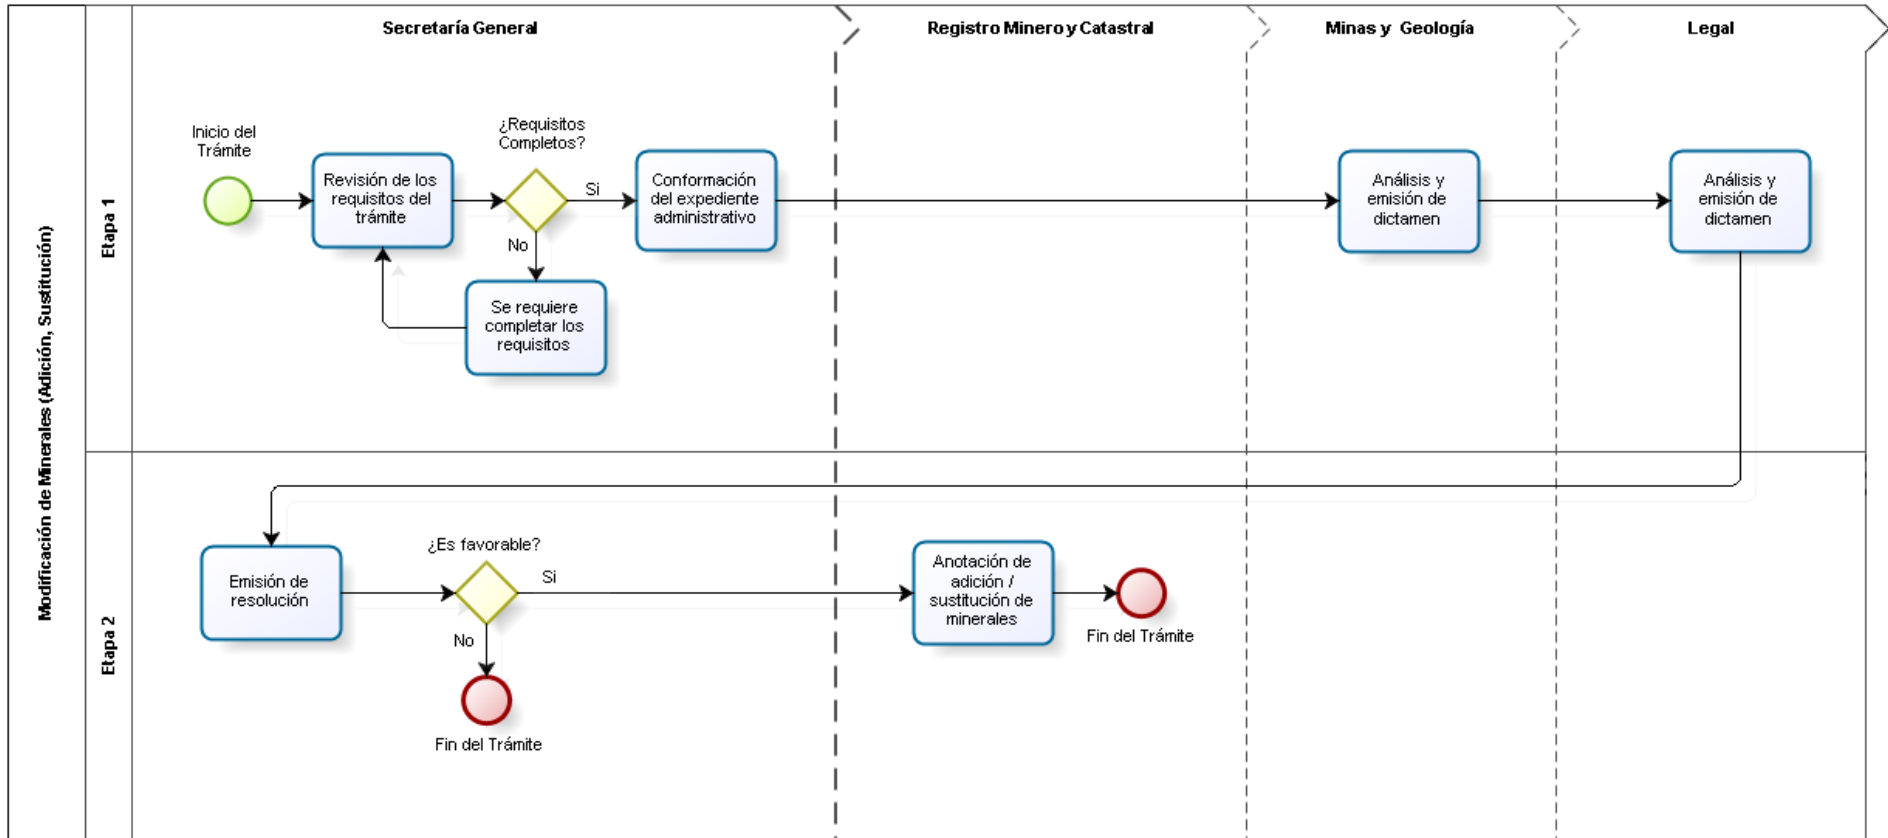 Secretaría General
Registro Minero y Catastral
Minas y Geología
Legal
Modificación de Minerales (Adición, Sustitución)
Etapa 1
Inicio del
Trámite
Revisión de los
requisitos del
trámite
¿Requisitos
Completos?
Si
No
Conformación
del expediente
administrativo
Se requiere
completar los
requisitos
Análisis y
emisión de
dictamen
Análisis y
emisión de
dictamen
Etapa 2
Emisión de
resolución
¿Es favorable?
Si
No
Fin del Trámite
Anotación de
adición /
sustitución de
minerales
Fin del Trámite